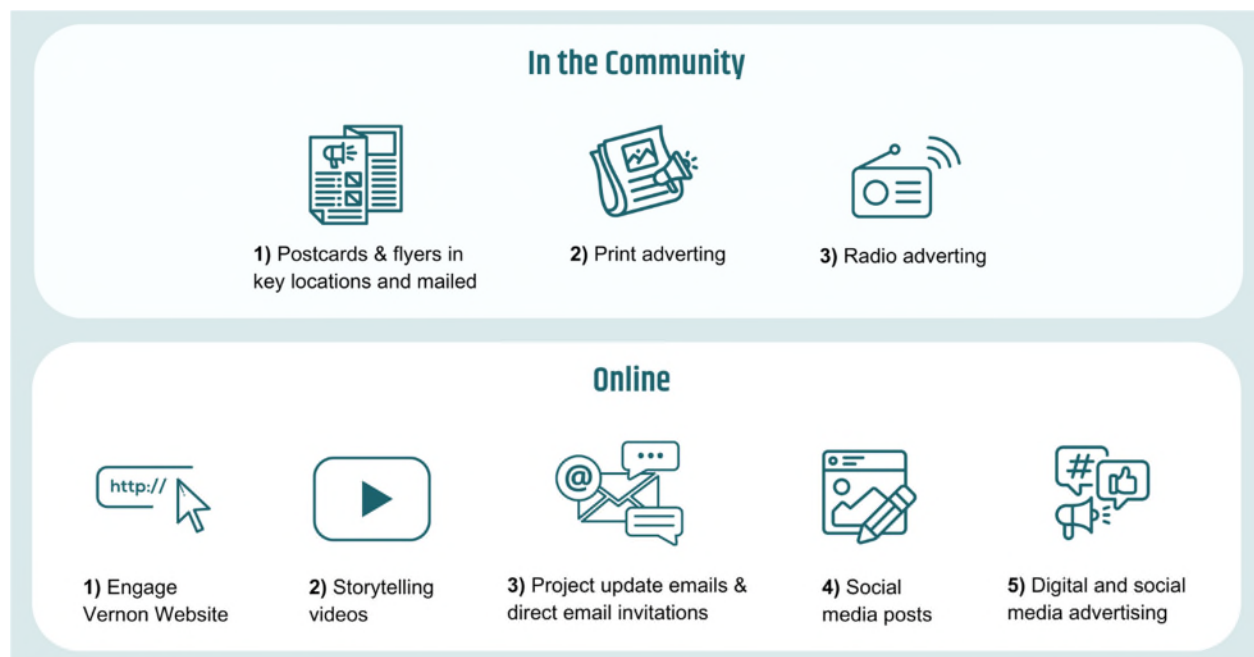 In the Community
1) Postcards & flyers in
key locations and mailed
2) Print adverting
3) Radio adverting
Online
http://
@
#
1) Engage
Vernon Website
2) Storytelling
videos
3) Project update emails &
direct email invitations
4) Social
media posts
5) Digital and social
media advertising